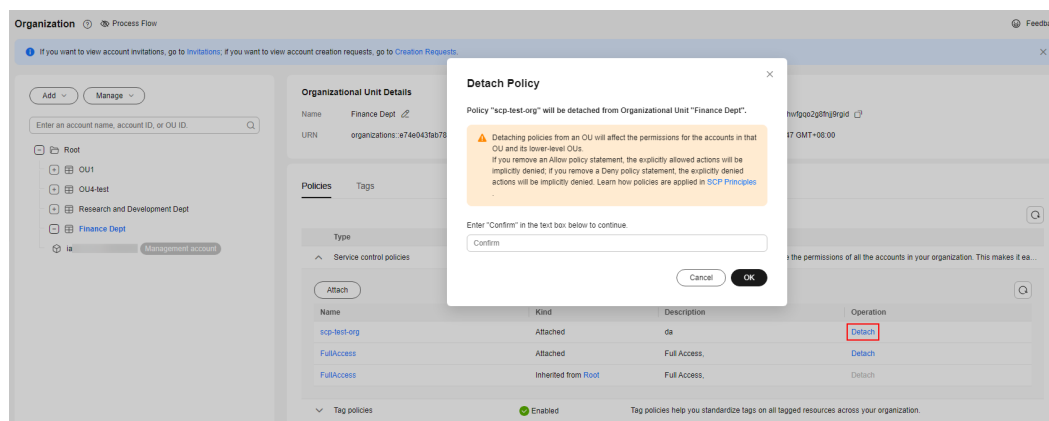 Organization Process Flow
Feedba
If you want to view account invitations, go to Invitations; if you want to view account creation requests, go to Creation Requests.
Add Manage
Enter an account name, account ID, or OU ID.
Root
OU1
OU4-test
Research and Development Dept
Finance Dept
ia Management account
Organizational Unit Details
Name Finance Dept
hwfgqo2g8fnjj9rgid
URN organizations::e74e043fab78
47 GMT+08:00
Policies Tags
Type
Service control policies
e the permissions of all the accounts in your organization. This makes it ea...
Attach
Name Kind Description Operation
scp-test-org Attached da Detach
FullAccess Attached Full Access, Detach
FullAccess Inherited from Root Full Access, Detach
Tag policies Enabled Tag policies help you standardize tags on all tagged resources across your organization.
Detach Policy
Policy "scp-test-org" will be detached from Organizational Unit "Finance Dept".
Detaching policies from an OU will affect the permissions for the accounts in that
OU and its lower-level OUs.
If you remove an Allow policy statement, the explicitly allowed actions will be
implicitly denied; if you remove a Deny policy statement, the explicitly denied
actions will be implicitly denied. Learn how policies are applied in SCP Principles
.
Enter "Confirm" in the text box below to continue.
Confirm
Cancel OK